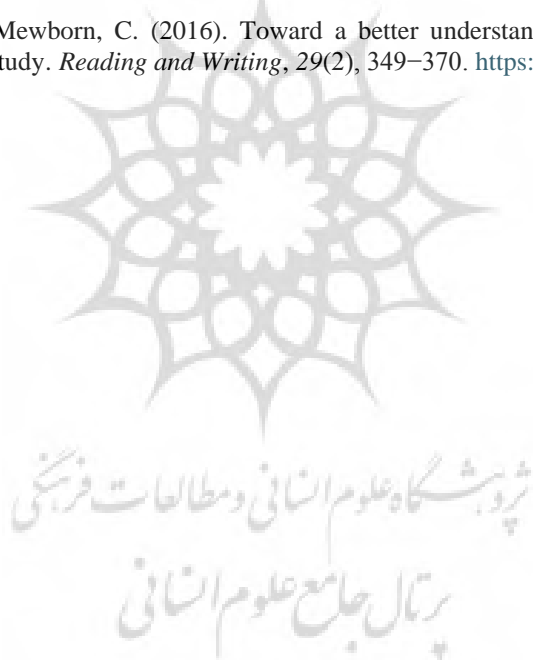 Mewborn, C. (2016). Toward a better understan
tudy. Reading and Writing, 29(2), 349−370. https:
پژوهشگاه علوم انسانی و مطالعات فرهنگی
پرتال جامع علوم انسانی